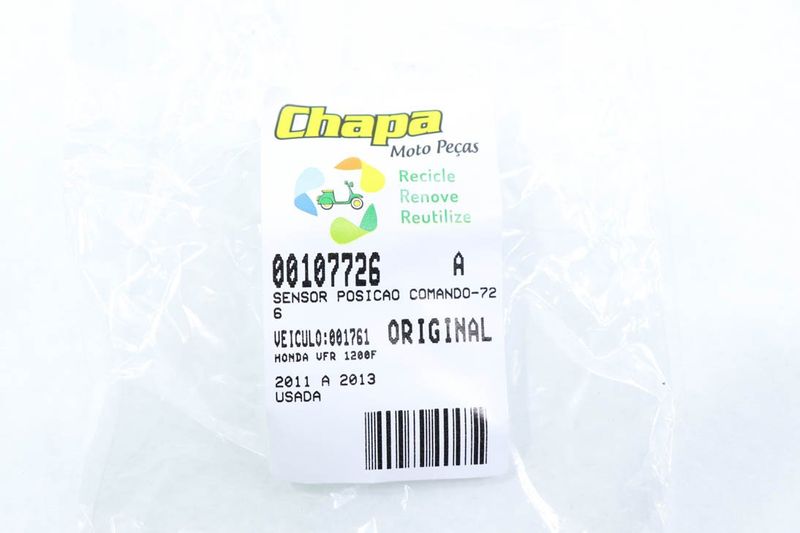 Chapa
Moto Peças
Recicle
Renove
Reutilize
00107726 A
SENSOR POSICAO COMANDO-72
6
VEICULO:001761 ORIGINAL
HONDA VFR 1200F
2011 A 2013
USADA